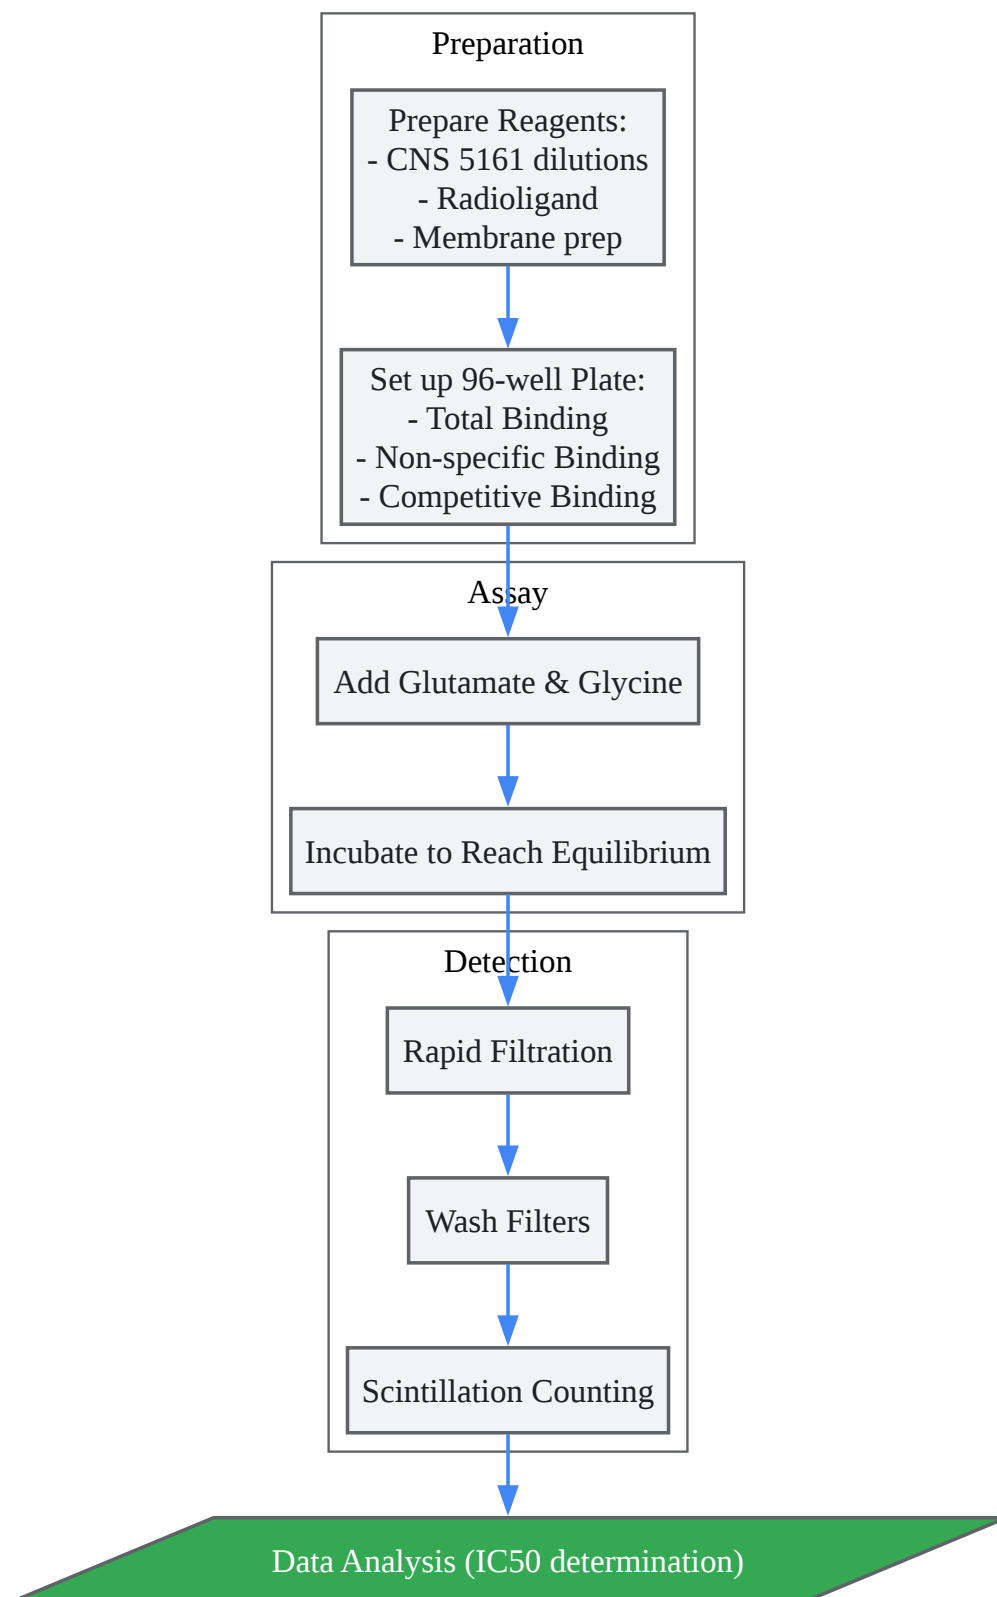 Preparation
Prepare Reagents:
- CNS 5161 dilutions
- Radioligand
- Membrane prep
Set up 96-well Plate:
- Total Binding
- Non-specific Binding
- Competitive Binding
Assay
Add Glutamate & Glycine
Incubate to Reach Equilibrium
Detection
Rapid Filtration
Wash Filters
Scintillation Counting
Data Analysis (IC50 determination)